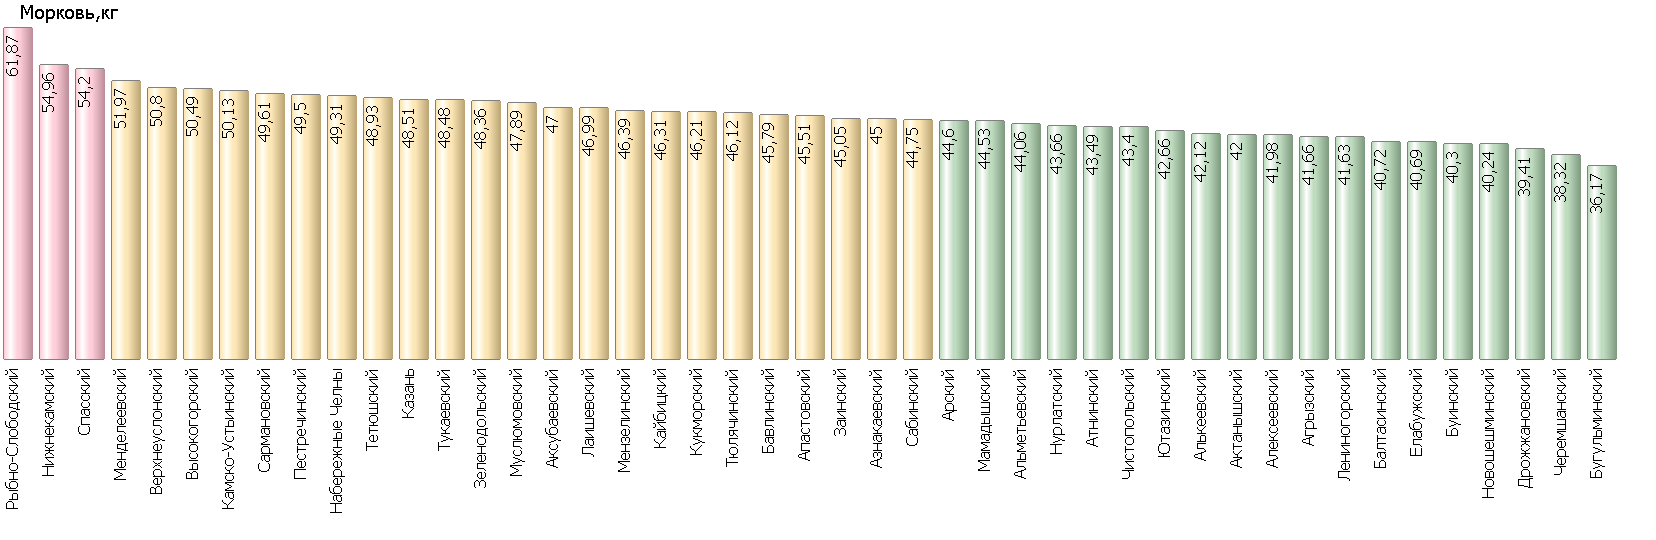 Морковь,кг
61,87
54,96
54,2
51,97
50,8
50,49
50,13
49,61
49,5
49,31
48,93
48,51
48,48
48,36
47,89
47
46,99
46,39
46,31
46,21
46,12
45,79
45,51
45,05
45
44,75
44,6
44,53
44,06
43,66
43,49
43,4
42,66
42,12
42
41,98
41,66
41,63
40,72
40,69
40,3
40,24
39,41
38,32
36,17
Рыбно-Слободский
Нижнекамский
Спасский
Менделеевский
Верхнеуслонский
Высокогорский
Камско-Устьинский
Сармановский
Пестречинский
Набережные Челны
Тетюшский
Казань
Тукаевский
Зеленодольский
Муслюмовский
Аксубаевский
Лаишевский
Мензелинский
Кайбицкий
Кукморский
Тюлячинский
Бавлинский
Апастовский
Заинский
Азнакаевский
Сабинский
Арский
Мамадышский
Альметьевский
Нурлатский
Атнинский
Чистопольский
Ютазинский
Алькеевский
Актанышский
Алексеевский
Агрызский
Лениногорский
Балтасинский
Елабужский
Буинский
Новошешминский
Дрожжановский
Черемшанский
Бугульминский